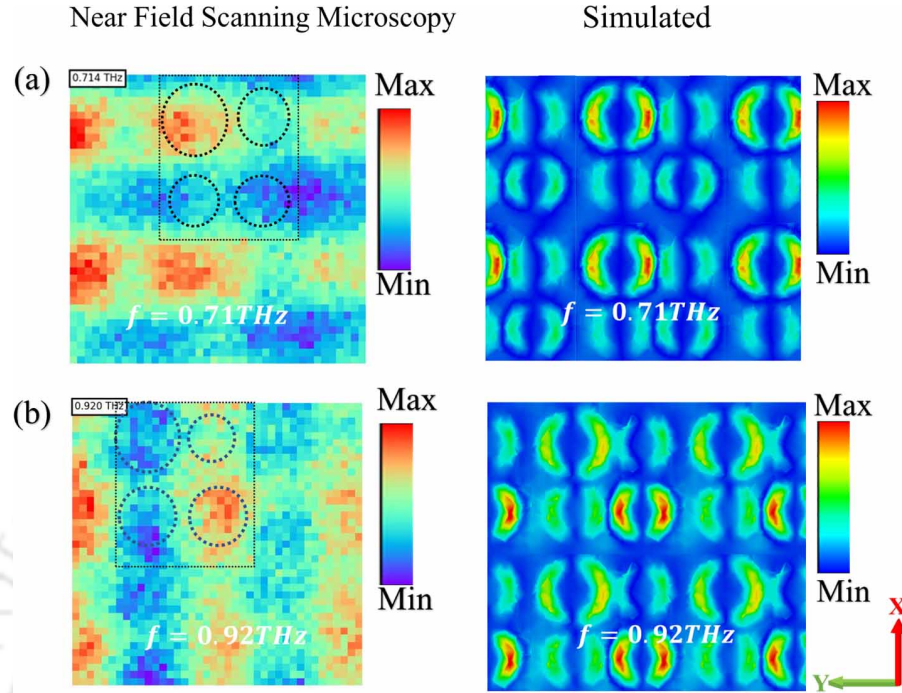 Near Field Scanning Microscopy
Simulated
(a)
0.714 THz
Max
Min
f = 0.71THz
f = 0.71THz
Max
Min
(b)
0.920 THz
Max
Min
f = 0.92THz
f = 0.92THz
Max
Min
X
Y